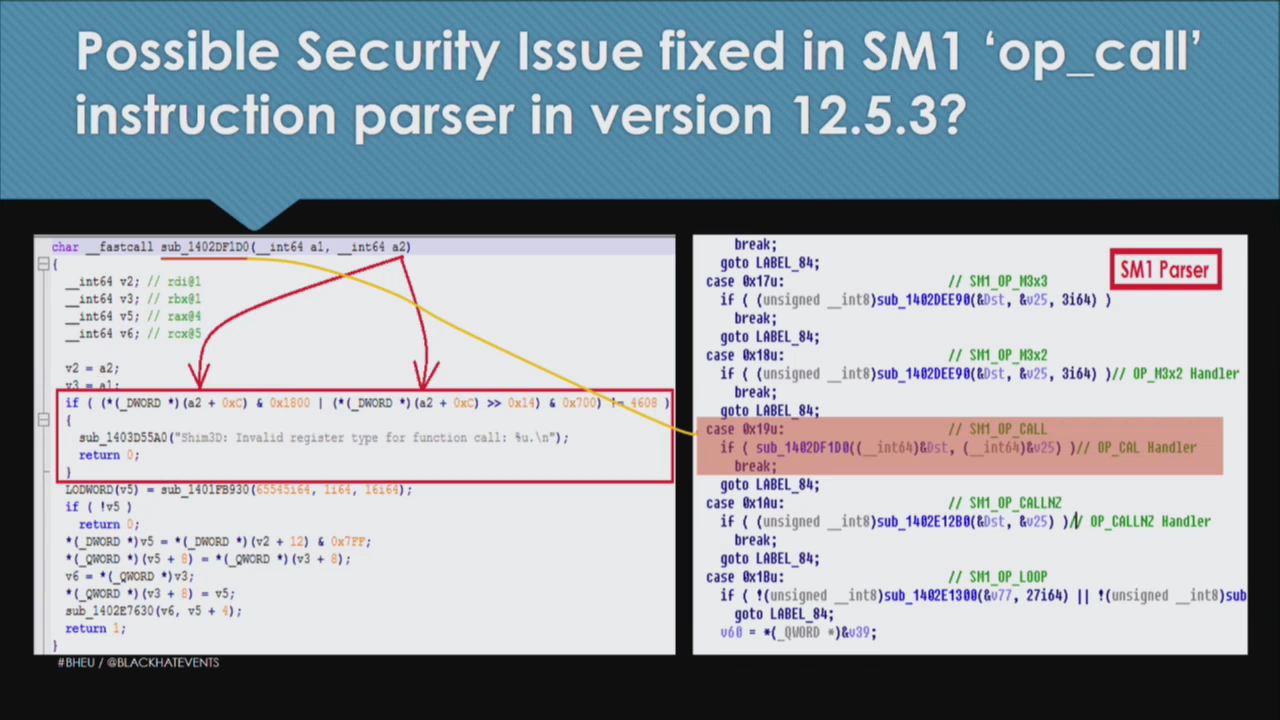 Possible Security Issue fixed in SM1 ‘op_call’
instruction parser in version 12.5.3?
char __fastcall sub_1402DF1D0(__int64 a1, __int64 a2)
{
__int64 v2; // rdi@1
__int64 v3; // rbx@1
__int64 v5; // rax@4
__int64 v6; // rcx@5
v2 = a2;
v3 = a1;
if ( (*(_DWORD *)(a2 + 0xC) & 0x1800 | (*(_DWORD *)(a2 + 0xC) >> 0x14) & 0x700) != 4608 )
{
sub_1403D55A0("Shim3D: Invalid register type for function call: %u.\n");
return 0;
}
LODWORD(v5) = sub_1401FB930(65545i64, 1i64, 16i64);
if ( !v5 )
return 0;
*(_DWORD *)v5 = *(_DWORD *)(v2 + 12) & 0x7FF;
*(_QWORD *)(v5 + 8) = *(_QWORD *)(v3 + 8);
v6 = *(_QWORD *)v3;
*(_QWORD *)(v3 + 8) = v5;
sub_1402E7630(v6, v5 + 4);
return 1;
}
SM1 Parser
break;
goto LABEL_84;
case 0x17u: // SM1_OP_M3x3
if ( (unsigned __int8)sub_1402DEE90(&Dst, &v25, 3i64) )
break;
goto LABEL_84;
case 0x18u: // SM1_OP_M3x2
if ( (unsigned __int8)sub_1402DEE90(&Dst, &v25, 3i64) )// OP_M3x2 Handler
break;
goto LABEL_84;
case 0x19u: // SM1_OP_CALL
if ( sub_1402DF1D0((__int64)&Dst, (__int64)&v25) )// OP_CAL Handler
break;
goto LABEL_84;
case 0x1Au: // SM1_OP_CALLNZ
if ( (unsigned __int8)sub_1402E12B0(&Dst, &v25) )// OP_CALLNZ Handler
break;
goto LABEL_84;
case 0x1Bu: // SM1_OP_LOOP
if ( !(unsigned __int8)sub_1402E1300(&v77, 27i64) || !(unsigned __int8)sub
goto LABEL_84;
v60 = *(_QWORD *)&v39;
#BHEU / @BLACKHATEVENTS